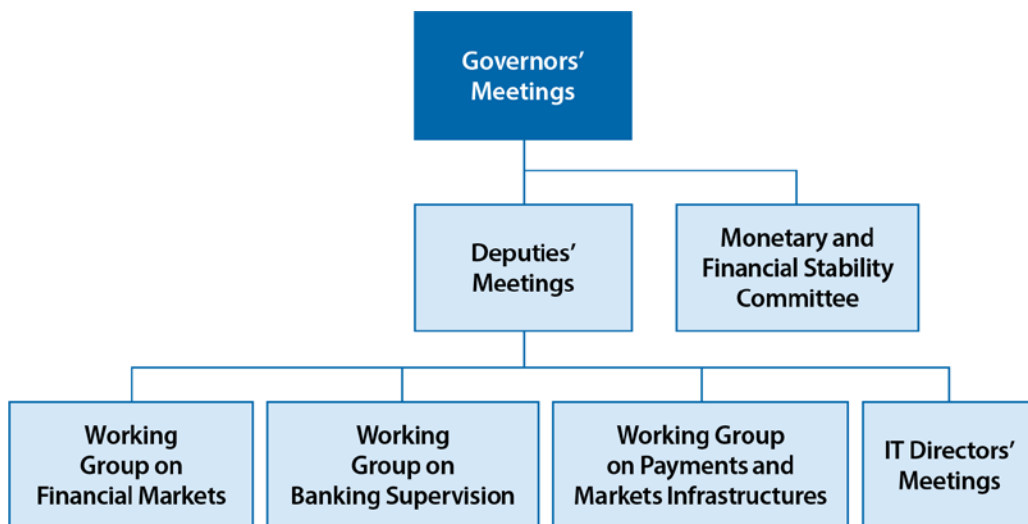 Governors’
Meetings
Deputies’
Meetings
Monetary and
Financial Stability
Committee
Working
Group on
Financial Markets
Working
Group on
Banking Supervision
Working Group
on Payments and
Markets Infrastructures
IT Directors’
Meetings